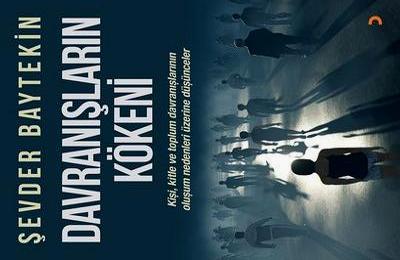 ŞEVDER BAYTEKİN
DAVRANIŞLARIN
KÖKENİ
Kişi, kitle ve toplum davranışlarının
oluşum nedenleri üzerine düşünceler